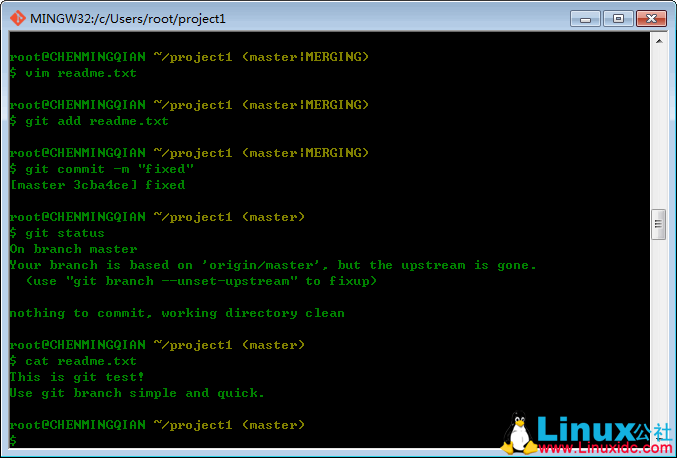 MINGW32:/c/Users/root/project1
root@CHENMINGQIAN ~/project1 (master|MERGING)
$ vim readme.txt
root@CHENMINGQIAN ~/project1 (master|MERGING)
$ git add readme.txt
root@CHENMINGQIAN ~/project1 (master|MERGING)
$ git commit -m "fixed"
[master 3cba4ce] fixed
root@CHENMINGQIAN ~/project1 (master)
$ git status
On branch master
Your branch is based on 'origin/master', but the upstream is gone.
  (use "git branch --unset-upstream" to fixup)
nothing to commit, working directory clean
root@CHENMINGQIAN ~/project1 (master)
$ cat readme.txt
This is git test!
Use git branch simple and quick.
root@CHENMINGQIAN ~/project1 (master)
$
Linux公社
www.Linuxidc.com